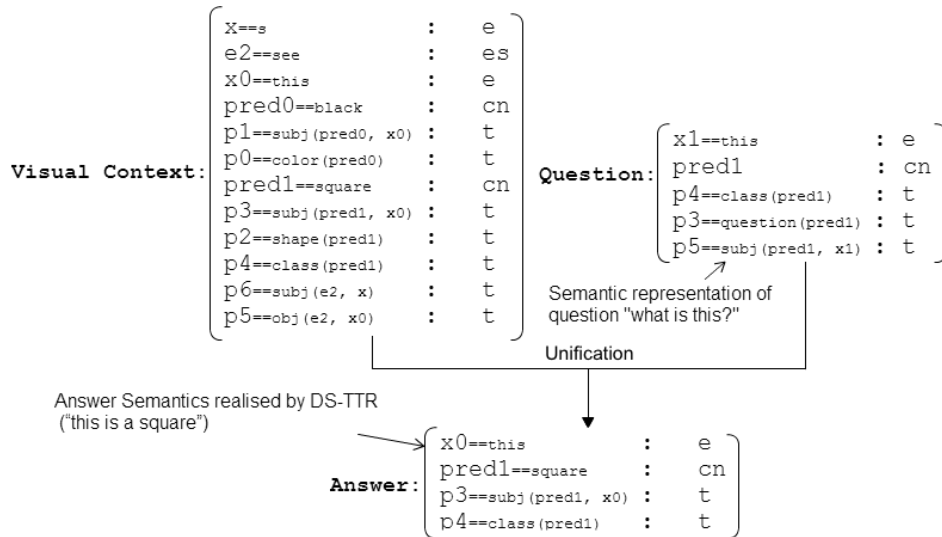 Visual Context:
x==s : e
e2==see : es
x0==this : e
pred0==black : cn
p1==subj(pred0, x0) : t
p0==color(pred0) : t
pred1==square : cn
p3==subj(pred1, x0) : t
p2==shape(pred1) : t
p4==class(pred1) : t
p6==subj(e2, x) : t
p5==obj(e2, x0) : t
Question:
x1==this : e
pred1 : cn
p4==class(pred1) : t
p3==question(pred1) : t
p5==subj(pred1, x1) : t
Semantic representation of
question "what is this?"
Unification
Answer Semantics realised by DS-TTR
("this is a square")
Answer:
x0==this : e
pred1==square : cn
p3==subj(pred1, x0) : t
p4==class(pred1) : t